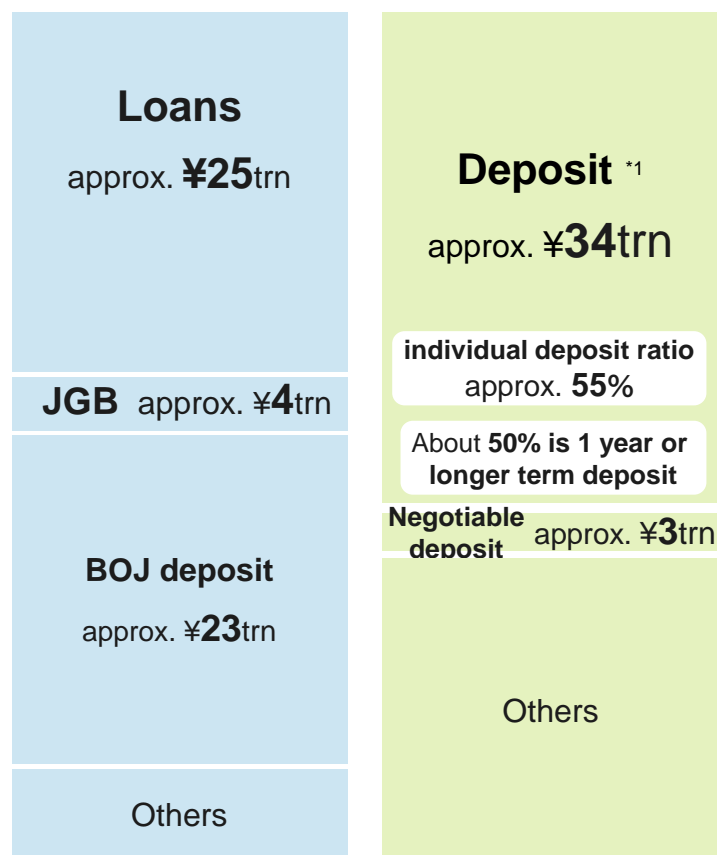 Loans
approx. ¥25trn
JGB approx. ¥4trn
BOJ deposit
approx. ¥23trn
Others
Deposit *1
approx. ¥34trn
individual deposit ratio
approx. 55%
About 50% is 1 year or
longer term deposit
Negotiable
deposit
approx. ¥3trn
Others